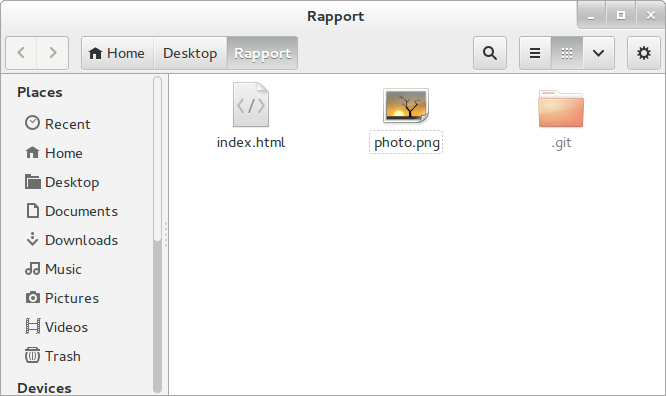 Rapport
Home Desktop Rapport
Places
Recent
Home
Desktop
Documents
Downloads
Music
Pictures
Videos
Trash
Devices
index.html photo.png .git